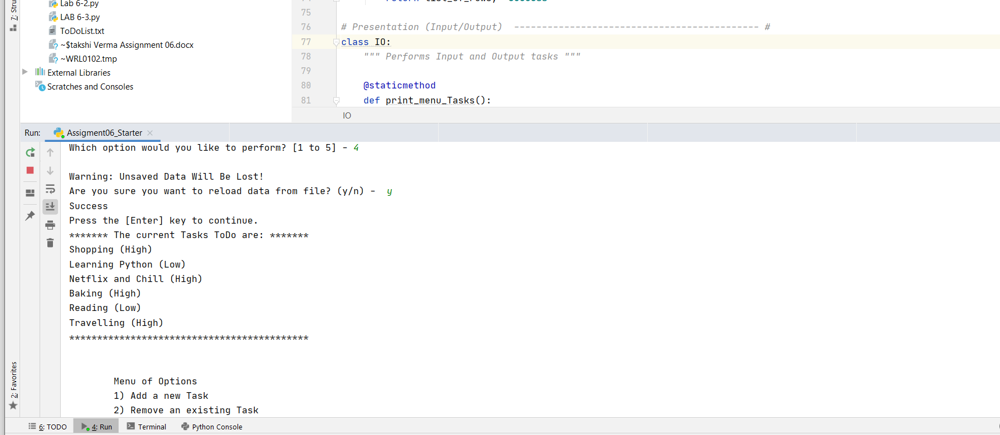 Z: Stru
Lab 6-2.py
LAB 6-3.py
ToDoList.txt
~$takshi Verma Assignment 06.docx
~WRL0102.tmp
External Libraries
Scratches and Consoles
75
76 # Presentation (Input/Output) -------------------------------------------- #
77 class IO:
78 """ Performs Input and Output tasks """
79
80 @staticmethod
81 def print_menu_Tasks():
IO
Run: Assigment06_Starter
Which option would you like to perform? [1 to 5] - 4
Warning: Unsaved Data Will Be Lost!
Are you sure you want to reload data from file? (y/n) - y
Success
Press the [Enter] key to continue.
******* The current Tasks ToDo are: *******
Shopping (High)
Learning Python (Low)
Netflix and Chill (High)
Baking (High)
Reading (Low)
Travelling (High)
*******************************************
Menu of Options
1) Add a new Task
2) Remove an existing Task
2: Favorites
6: TODO 4: Run Terminal Python Console